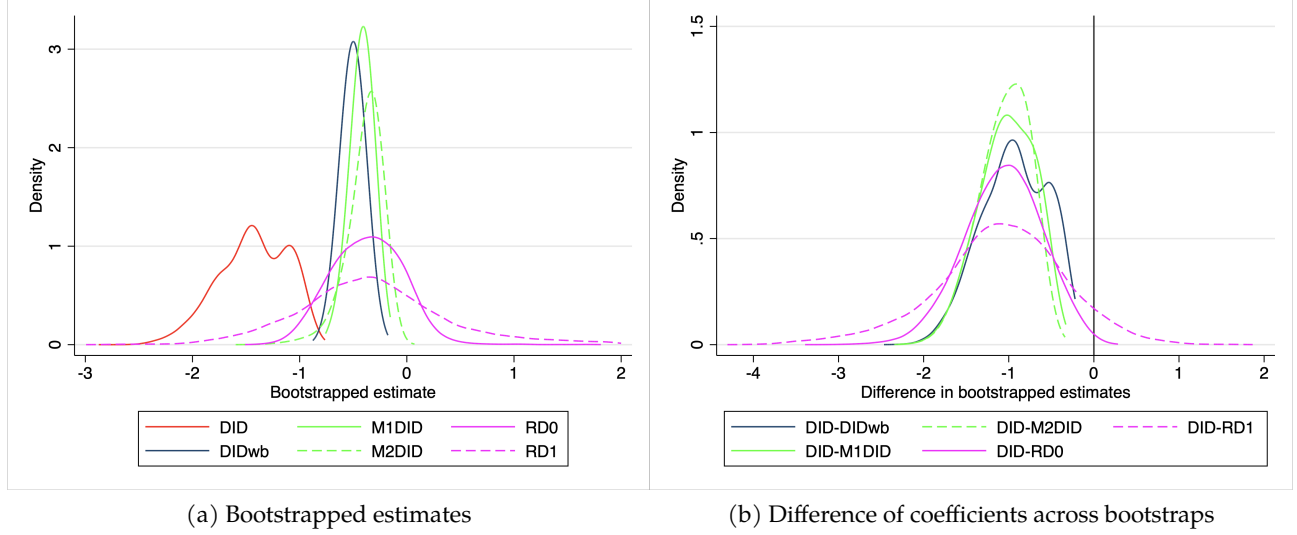 3
2
1
0
Density
-3
-2
-1
0
1
2
Bootstrapped estimate
DID
M1DID
RD0
DIDwb
M2DID
RD1
(a) Bootstrapped estimates
1.5
1
.5
0
Density
-4
-3
-2
-1
0
1
2
Difference in bootstrapped estimates
DID-DIDwb
DID-M2DID
DID-RD1
DID-M1DID
DID-RD0
(b) Difference of coefficients across bootstraps